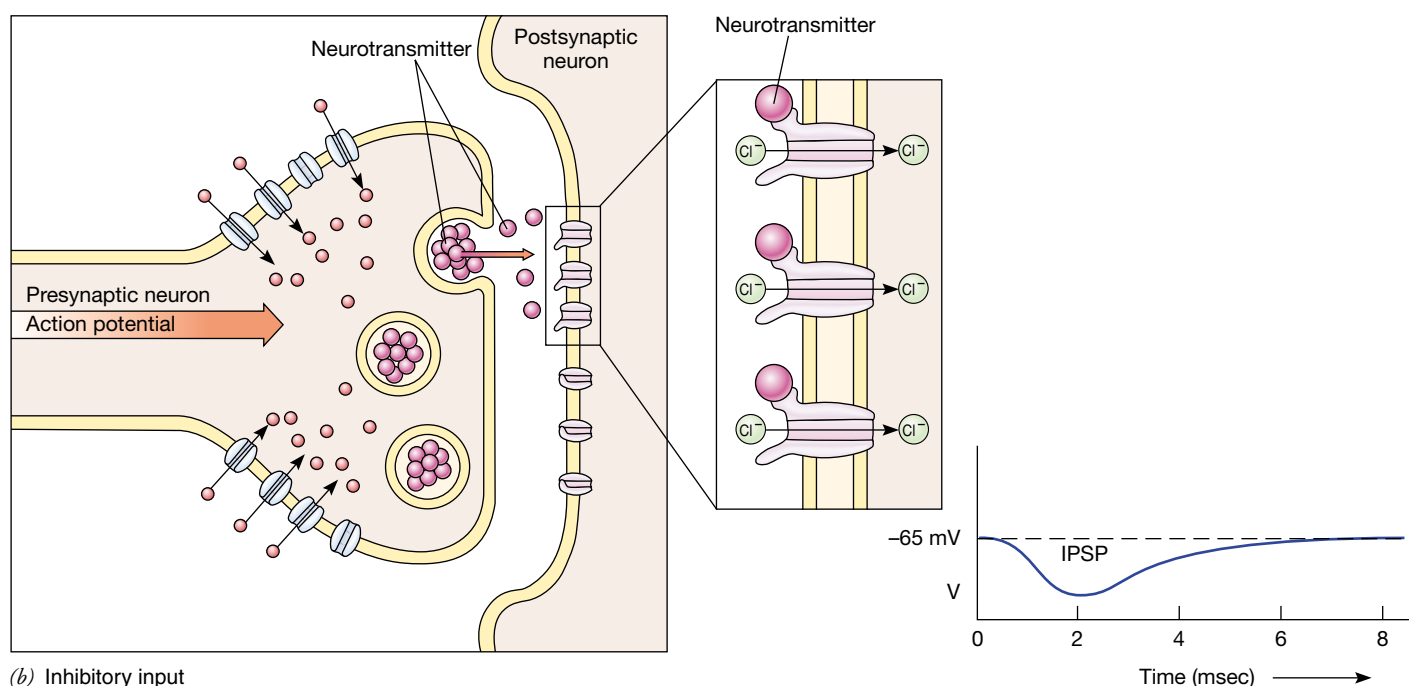 Neurotransmitter
Postsynaptic
neuron
Presynaptic neuron
Action potential
Neurotransmitter
Cl⁻
Cl⁻
Cl⁻
Cl⁻
Cl⁻
Cl⁻
–65 mV
IPSP
V
0 2 4 6 8
Time (msec)
(b) Inhibitory input